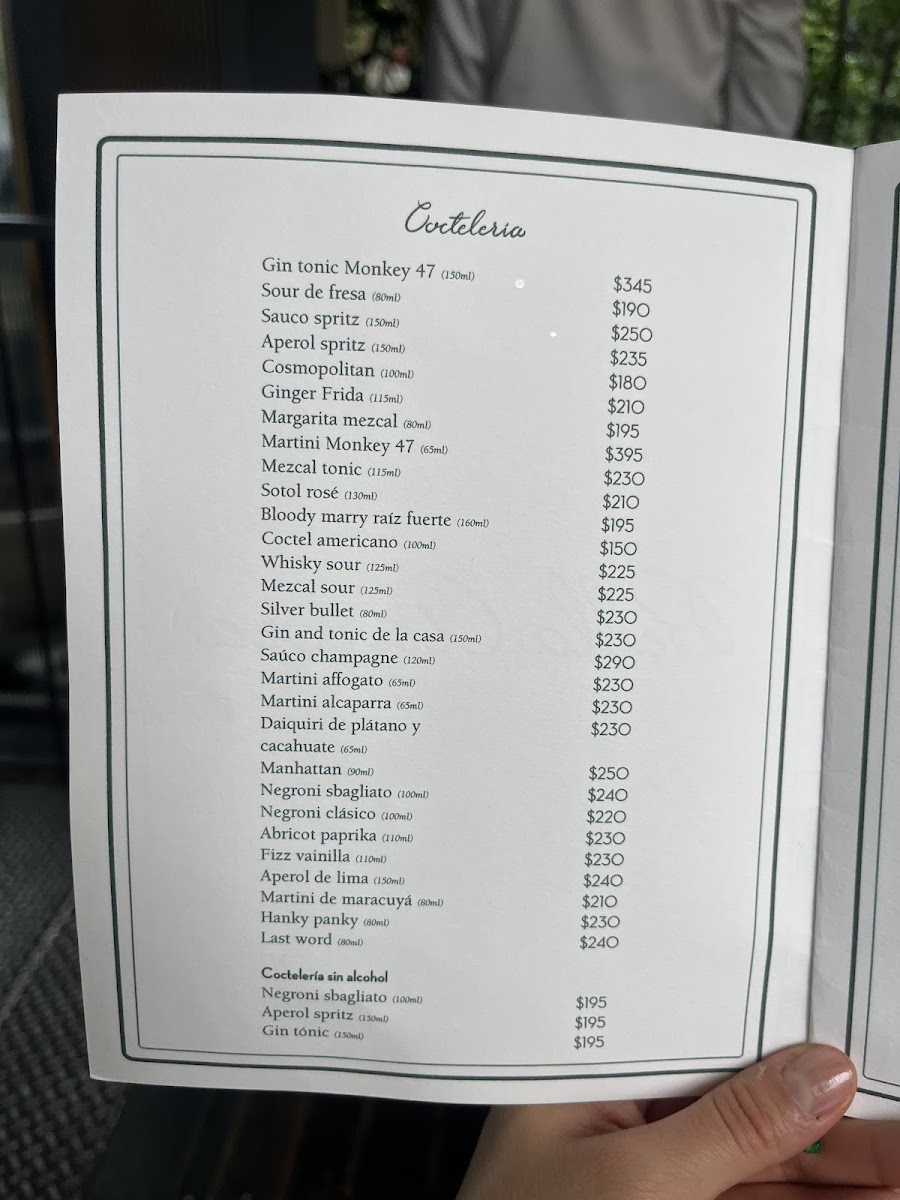 Cocteleria
Gin tonic Monkey 47 (150ml) $345
Sour de fresa (80ml) $190
Sauco spritz (150ml) $250
Aperol spritz (150ml) $235
Cosmopolitan (100ml) $180
Ginger Frida (115ml) $210
Margarita mezcal (80ml) $195
Martini Monkey 47 (65ml) $395
Mezcal tonic (115ml) $230
Sotol rosé (130ml) $210
Bloody marry raíz fuerte (160ml) $195
Coctel americano (100ml) $150
Whisky sour (125ml) $225
Mezcal sour (125ml) $225
Silver bullet (80ml) $230
Gin and tonic de la casa (150ml) $230
Saúco champagne (120ml) $290
Martini affogato (65ml) $230
Martini alcaparra (65ml) $230
Daiquiri de plátano y $230
cacahuate (65ml)
Manhattan (90ml) $250
Negroni sbagliato (100ml) $240
Negroni clásico (100ml) $220
Abricot paprika (110ml) $230
Fizz vainilla (110ml) $230
Aperol de lima (150ml) $240
Martini de maracuyá (80ml) $210
Hanky panky (80ml) $230
Last word (80ml) $240
Coctelería sin alcohol
Negroni sbagliato (100ml) $195
Aperol spritz (150ml) $195
Gin tónic (150ml) $195